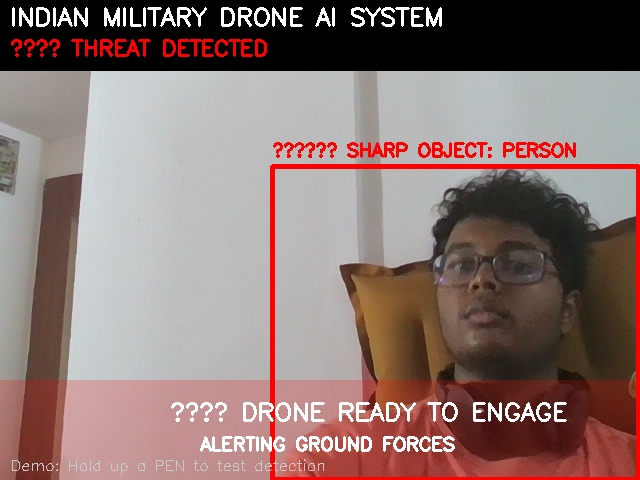 INDIAN MILITARY DRONE AI SYSTEM
???? THREAT DETECTED
?????? SHARP OBJECT: PERSON
???? DRONE READY TO ENGAGE
ALERTING GROUND FORCES
Demo: Hold up a PEN to test detection